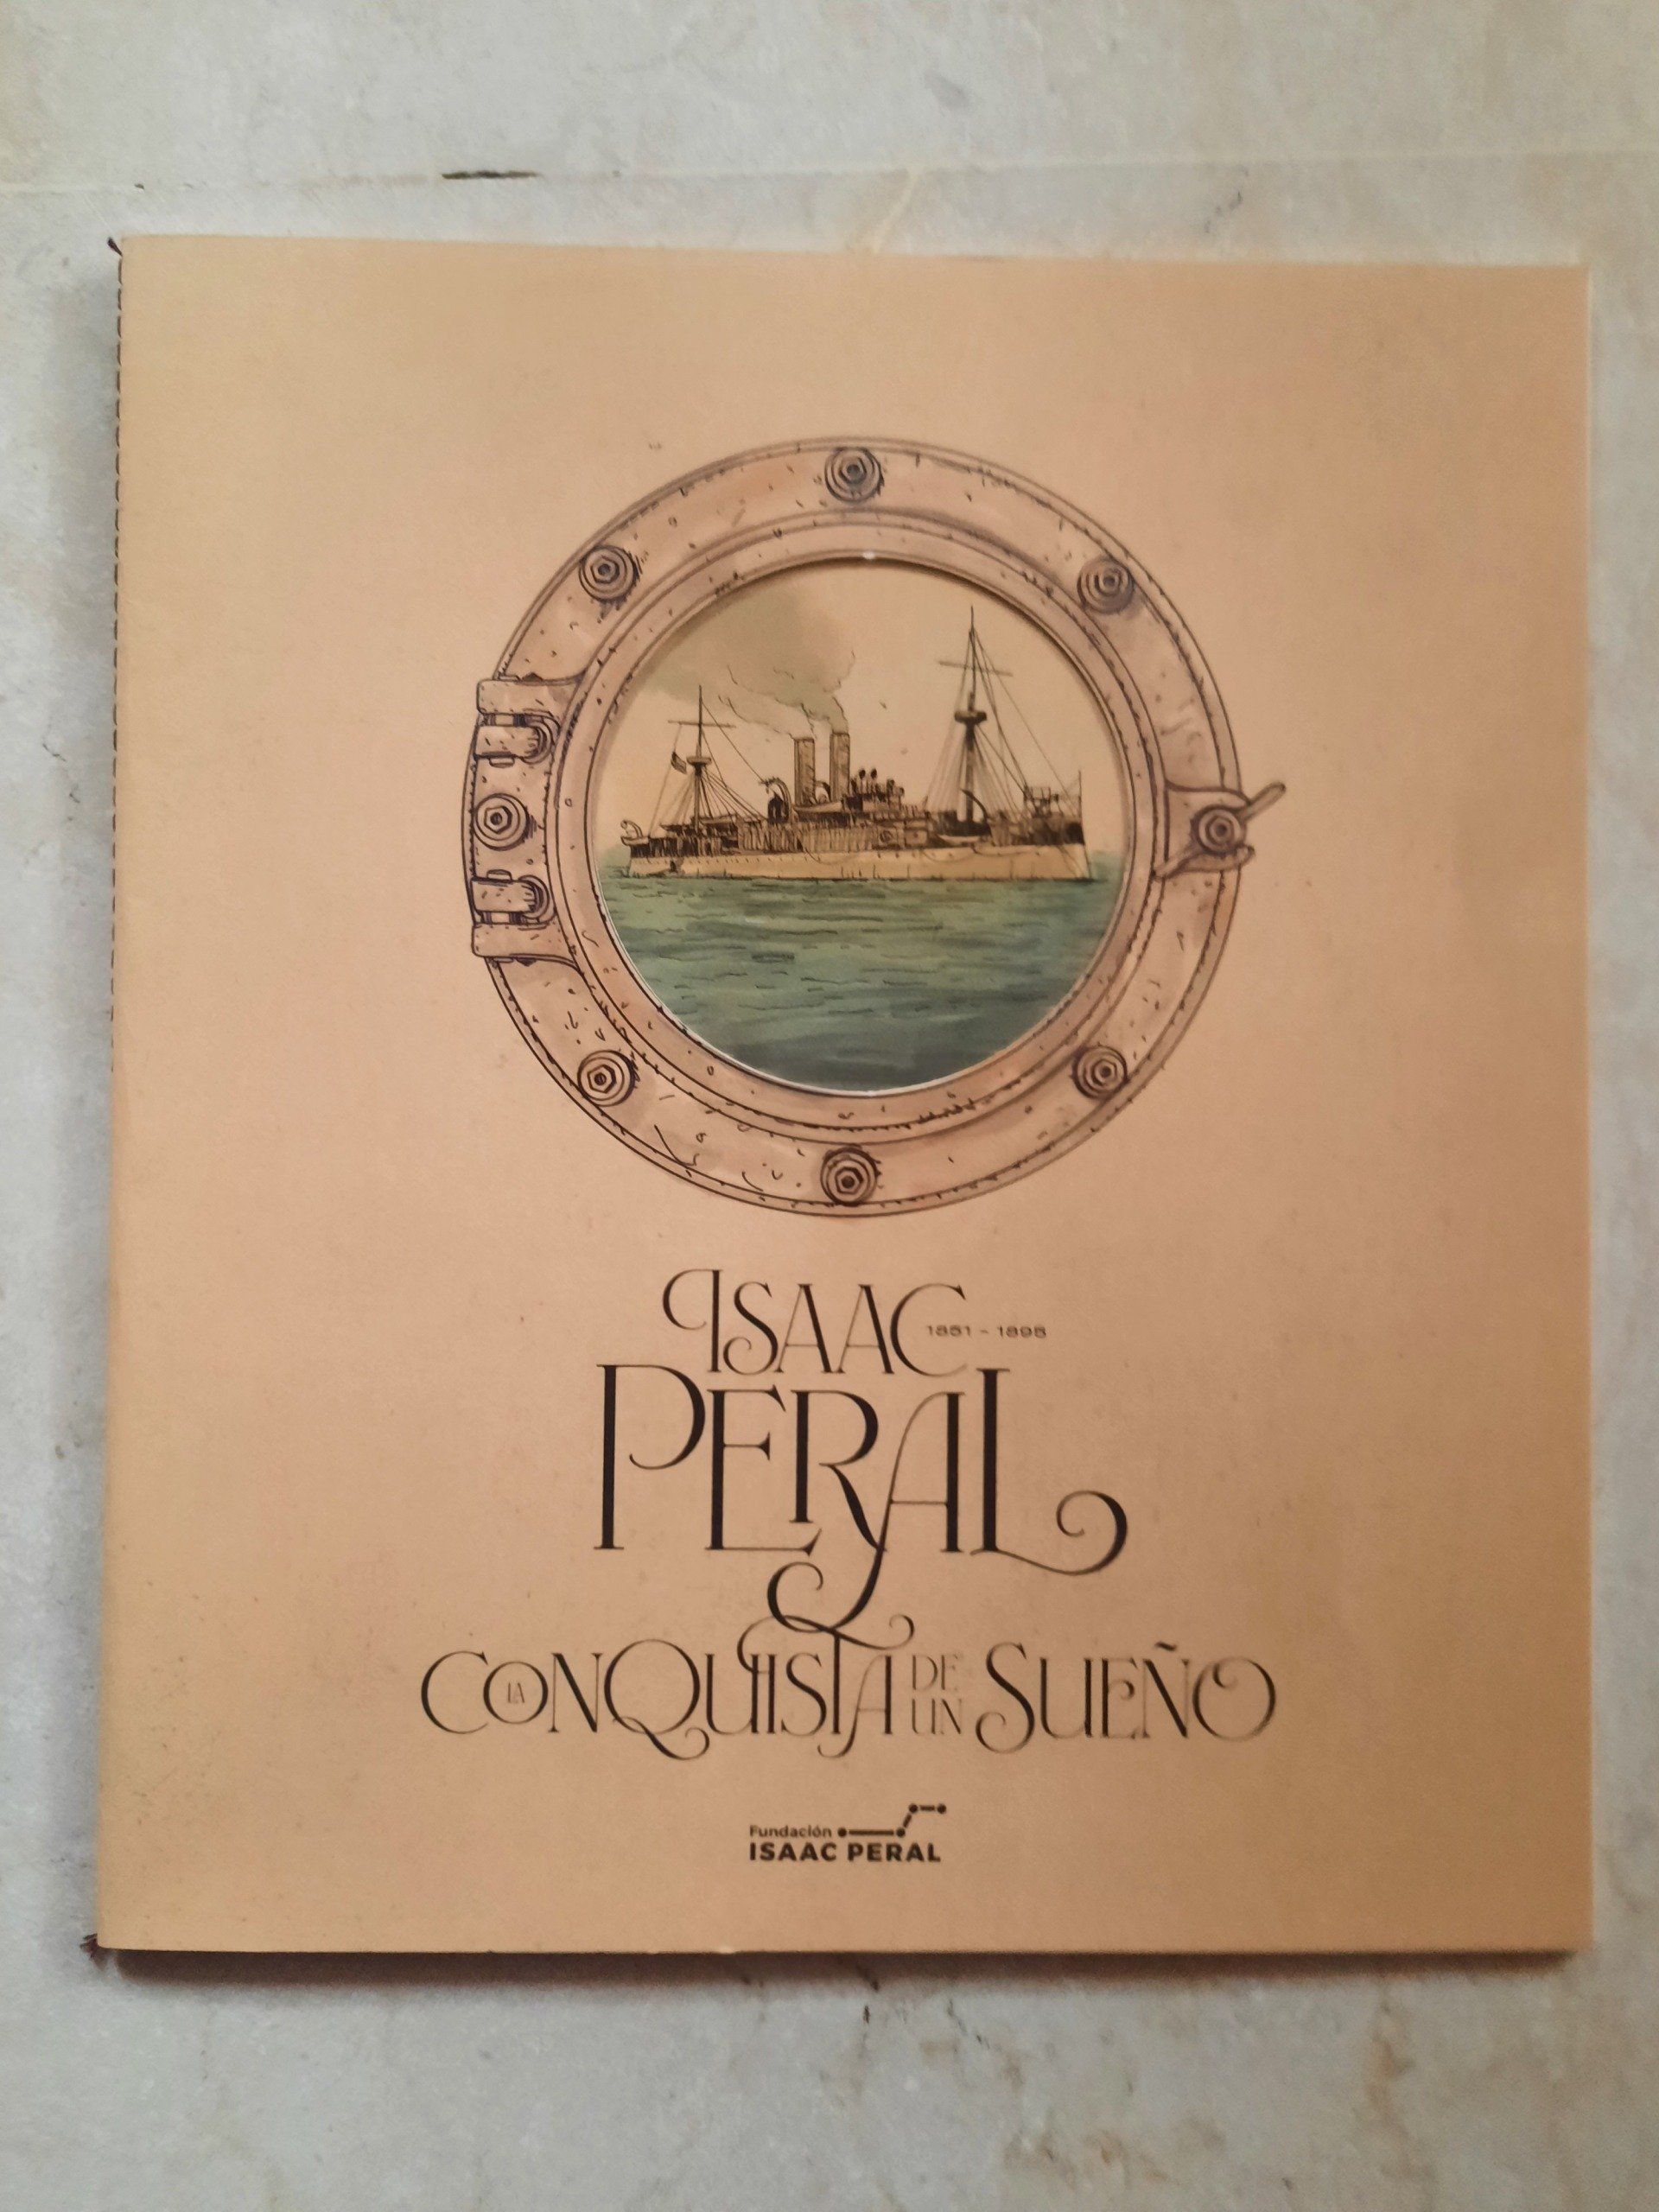 ISAAC 1851 - 1895
PERAL
LA CONQUISTA DE UN SUEÑO
Fundación
ISAAC PERAL